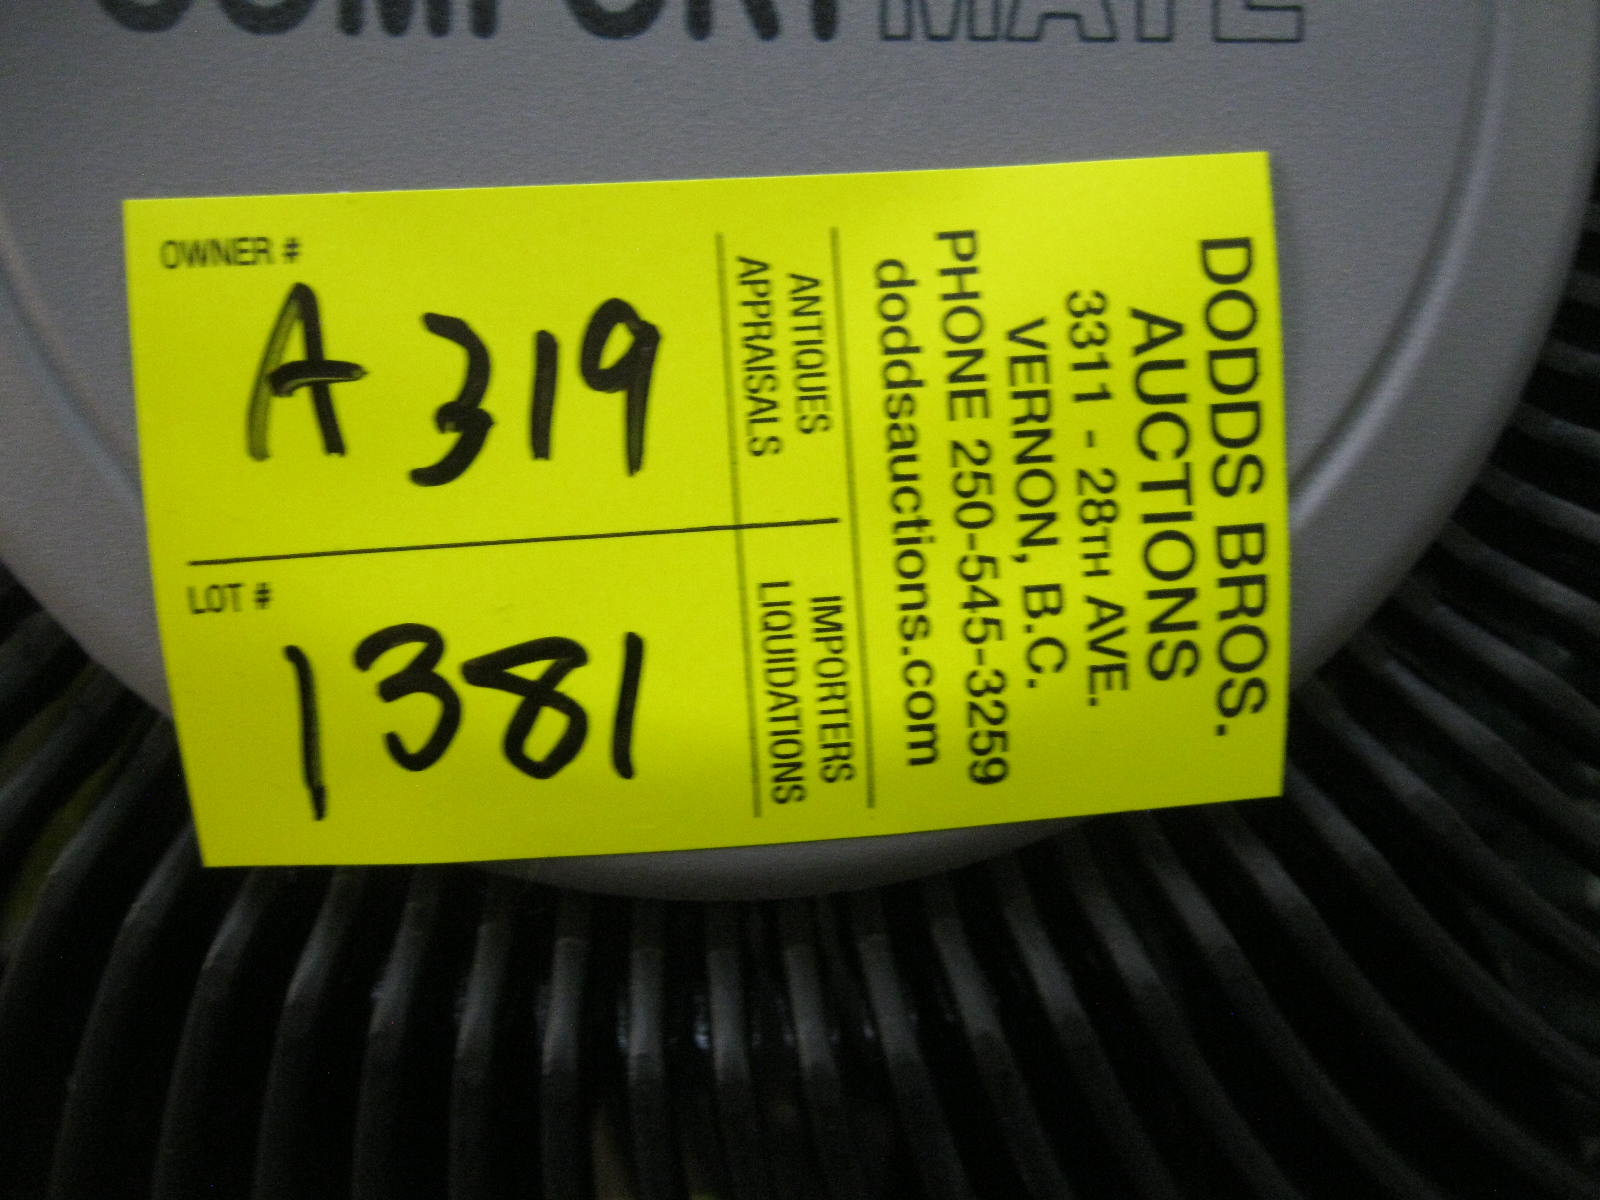 COMFORTMATE
DODDS BROS.
AUCTIONS
3311 - 28TH AVE.
VERNON, B.C.
PHONE 250-545-3259
doddsauctions.com
ANTIQUES
APPRAISALS
IMPORTERS
LIQUIDATIONS
OWNER #
A 319
LOT #
1381